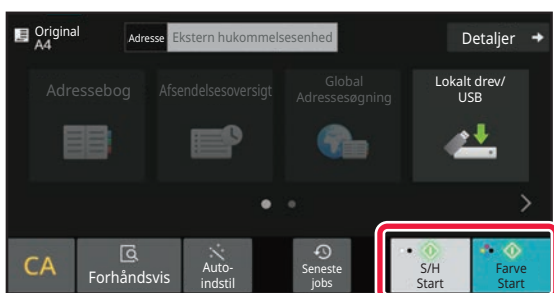 Original
A4
Adresse
Ekstern hukommelsesenhed
Detaljer
Adressebog
Afsendelsesoversigt
Global
Adressesøgning
Lokalt drev/
USB
CA
Forhåndsvis
Auto-
indstil
Seneste
jobs
S/H
Start
Farve
Start